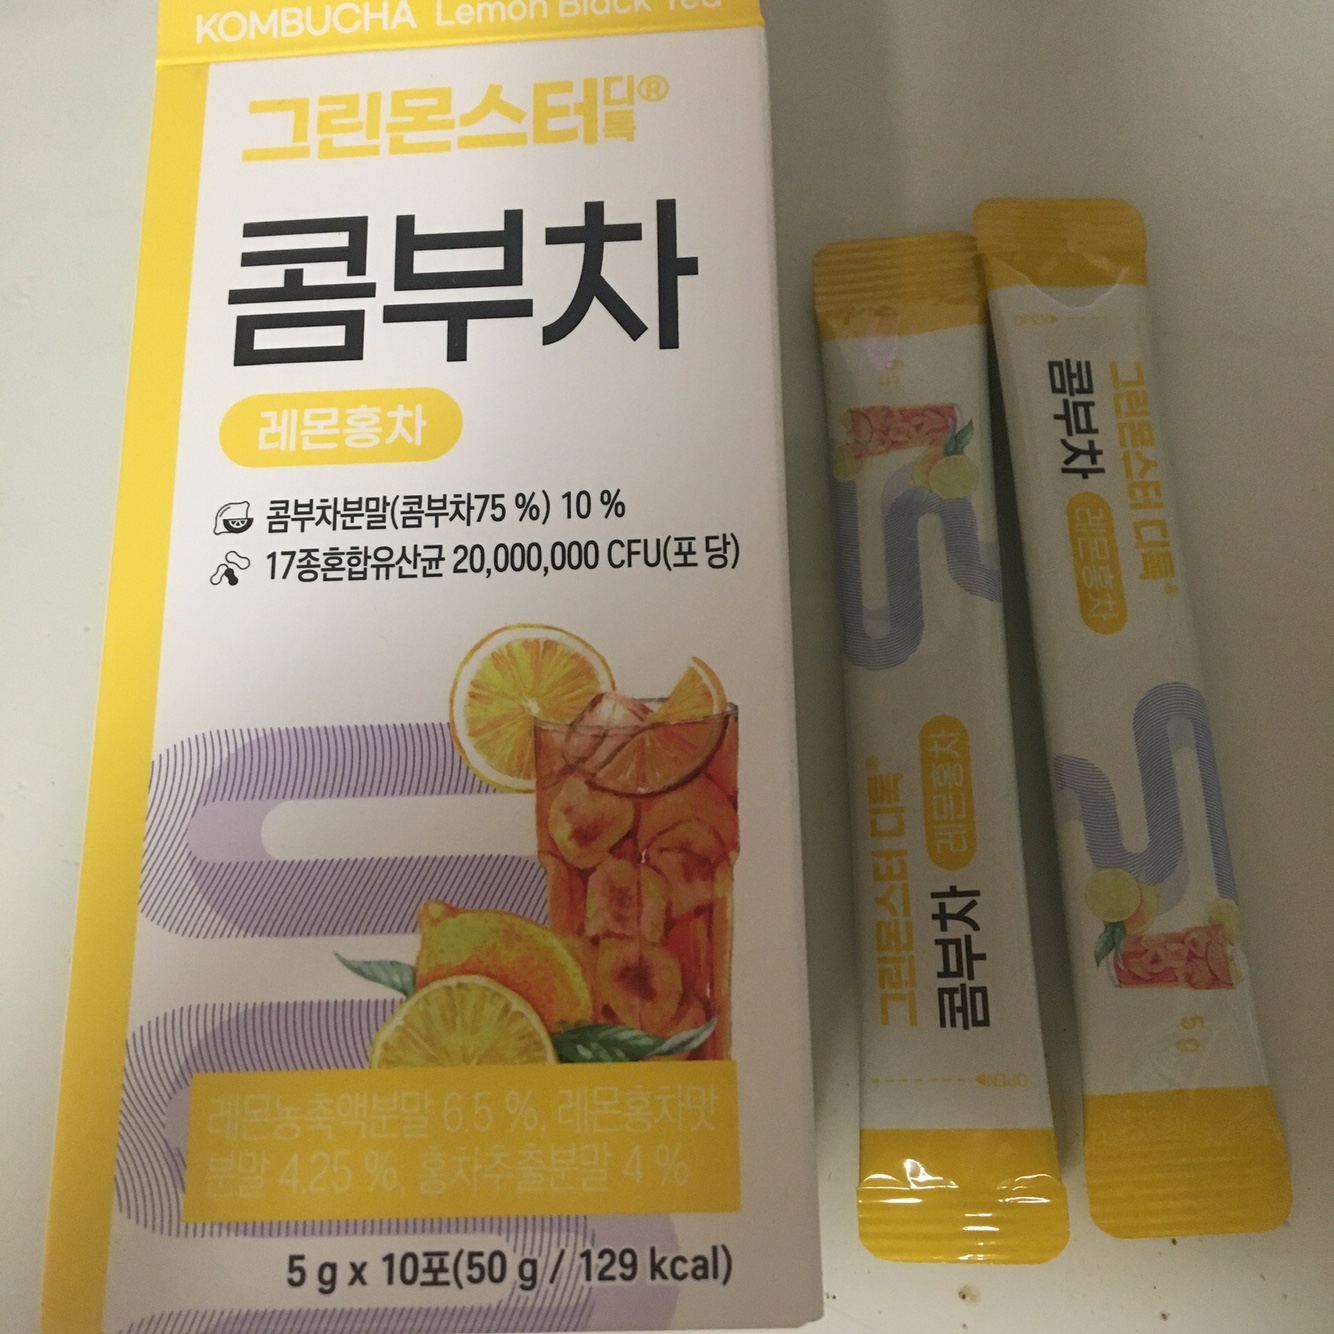 KOMBUCHA Lemon Black Tea
그린몬스터 디톡®
콤부차
레몬홍차
콤부차분말(콤부차75 %) 10 %
17종혼합유산균 20,000,000 CFU(포 당)
레몬농축액분말 6.5 %, 레몬홍차맛
분말 4.25 %, 홍차추출분말 4 %
5 g x 10포(50 g / 129 kcal)
5g
그린몬스터 디톡®
콤부차 레몬홍차
OPEN
그린몬스터 디톡®
콤부차 레몬홍차
5g
OPEN